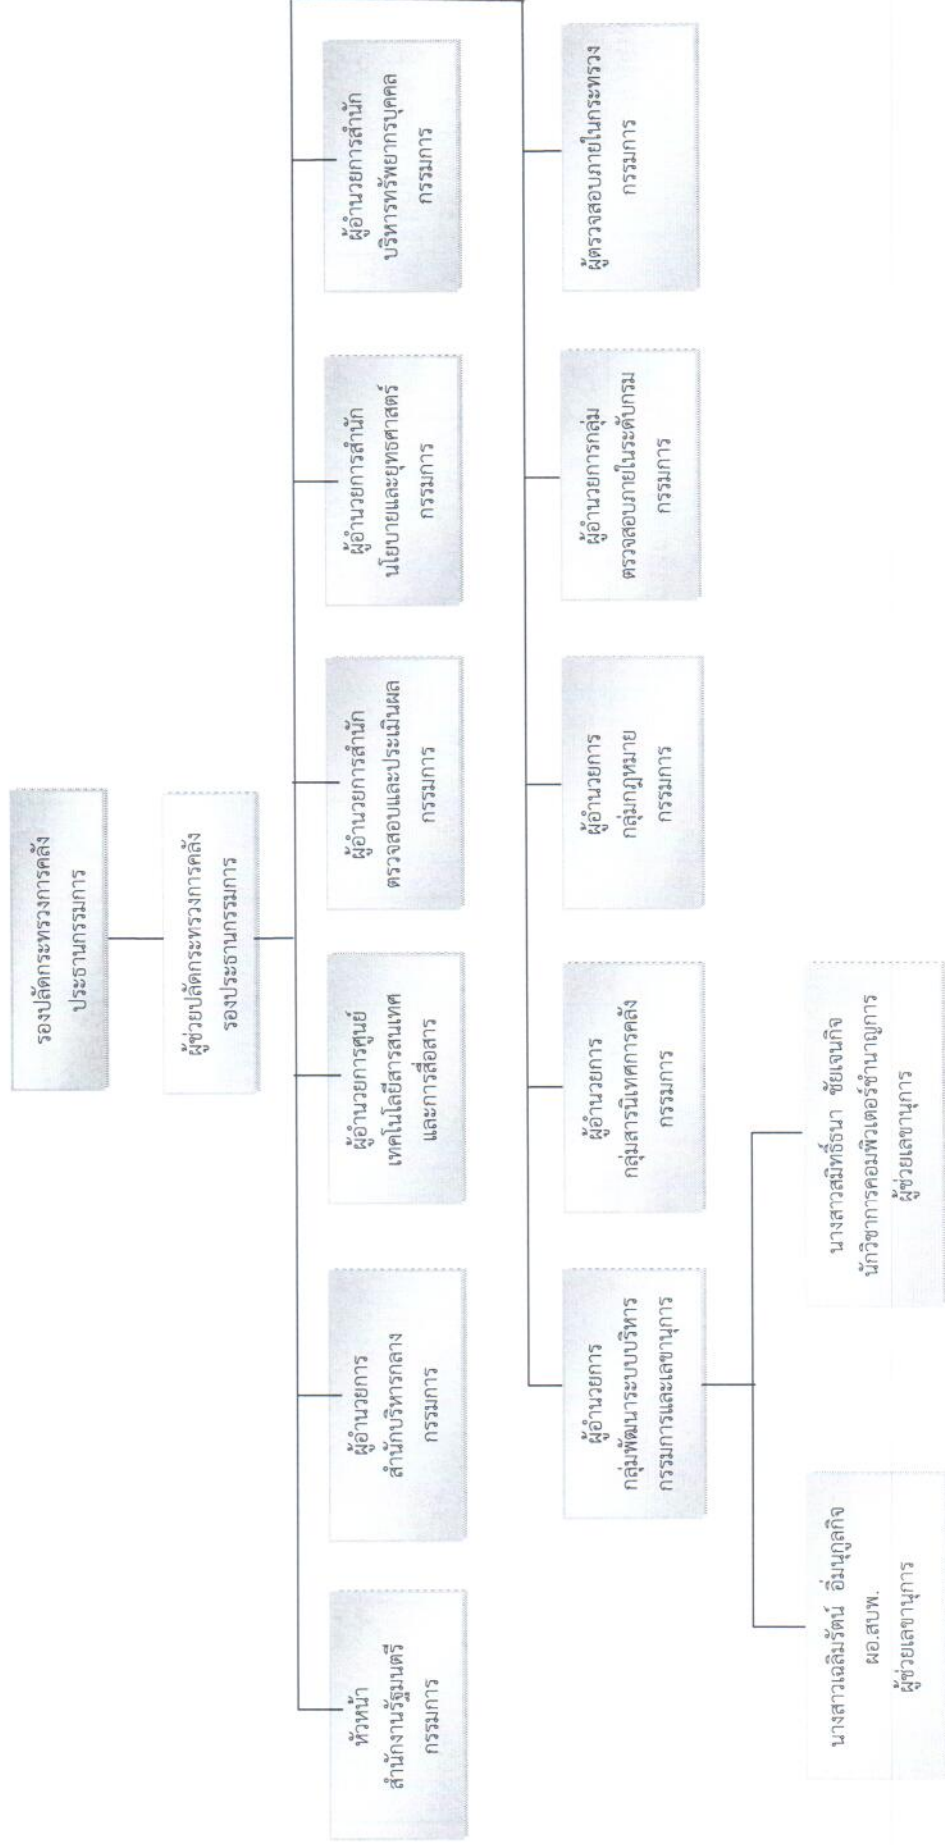 รองปลัดกระทรวงการคลัง
ประธานกรรมการ
ผู้ช่วยปลัดกระทรวงการคลัง
รองประธานกรรมการ
หัวหน้า
สำนักงานรัฐมนตรี
กรรมการ
ผู้อำนวยการ
สำนักบริหารกลาง
กรรมการ
ผู้อำนวยการศูนย์
เทคโนโลยีสารสนเทศ
และการสื่อสาร
ผู้อำนวยการสำนัก
ตรวจสอบและประเมินผล
กรรมการ
ผู้อำนวยการสำนัก
นโยบายและยุทธศาสตร์
กรรมการ
ผู้อำนวยการสำนัก
บริหารทรัพยากรบุคคล
กรรมการ
ผู้อำนวยการ
กลุ่มพัฒนาระบบบริหาร
กรรมการและเลขานุการ
ผู้อำนวยการ
กลุ่มสารนิเทศการคลัง
กรรมการ
ผู้อำนวยการ
กลุ่มกฎหมาย
กรรมการ
ผู้อำนวยการกลุ่ม
ตรวจสอบภายในระดับกรม
กรรมการ
ผู้ตรวจสอบภายในกระทรวง
กรรมการ
นางสาวเฉลิมรัตน์ อิ่มนุกูลกิจ
ผอ.สบพ.
ผู้ช่วยเลขานุการ
นางสาวสมิทธิ์ธนา ชัยเจนกิจ
นักวิชาการคอมพิวเตอร์ชำนาญการ
ผู้ช่วยเลขานุการ